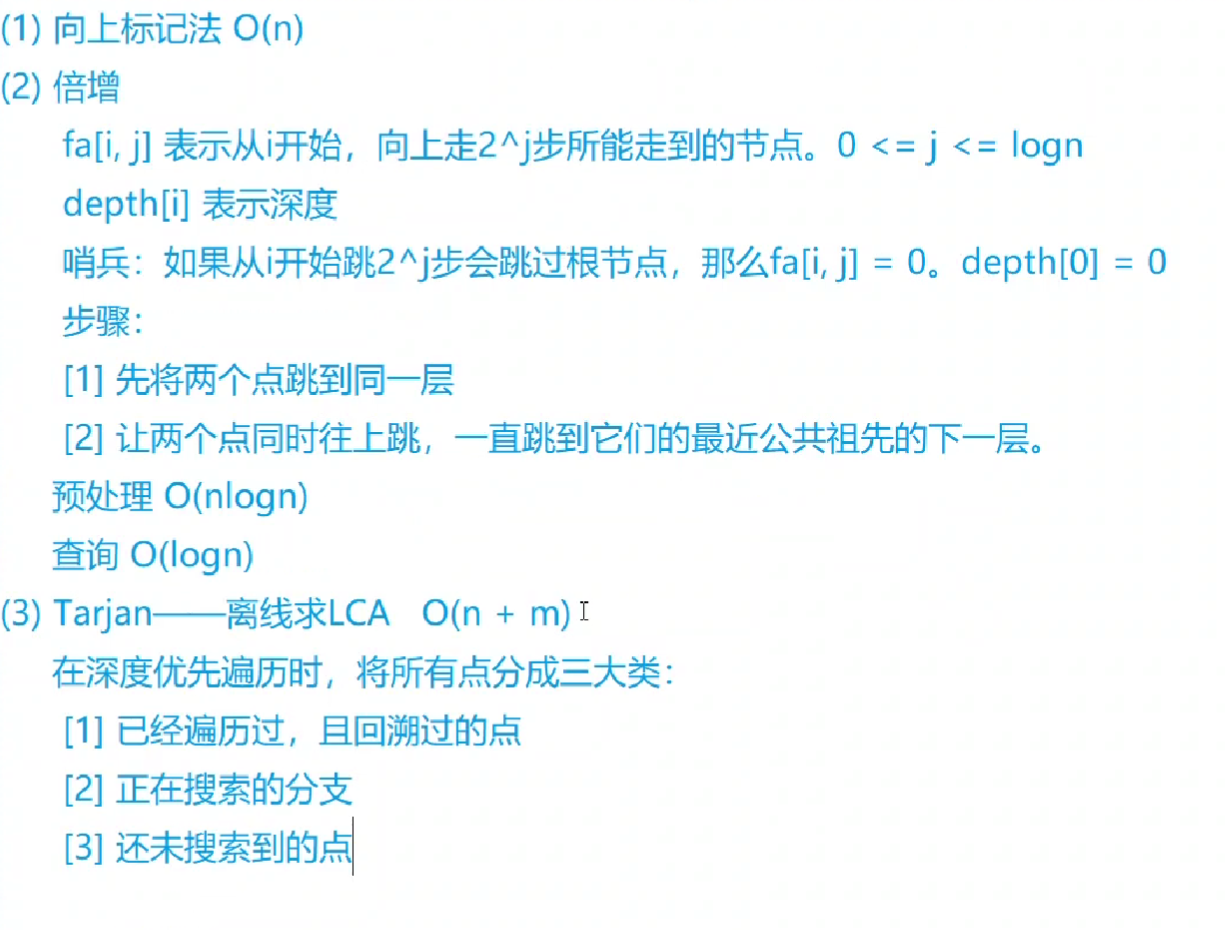 (1) 向上标记法 O(n)
(2) 倍增
fa[i, j] 表示从i开始，向上走2^j步所能走到的节点。0 <= j <= logn
depth[i] 表示深度
哨兵：如果从i开始跳2^j步会跳过根节点，那么fa[i, j] = 0。depth[0] = 0
步骤：
[1] 先将两个点跳到同一层
[2] 让两个点同时往上跳，一直跳到它们的最近公共祖先的下一层。
预处理 O(nlogn)
查询 O(logn)
(3) Tarjan——离线求LCA O(n + m)
在深度优先遍历时，将所有点分成三大类：
[1] 已经遍历过，且回溯过的点
[2] 正在搜索的分支
[3] 还未搜索到的点